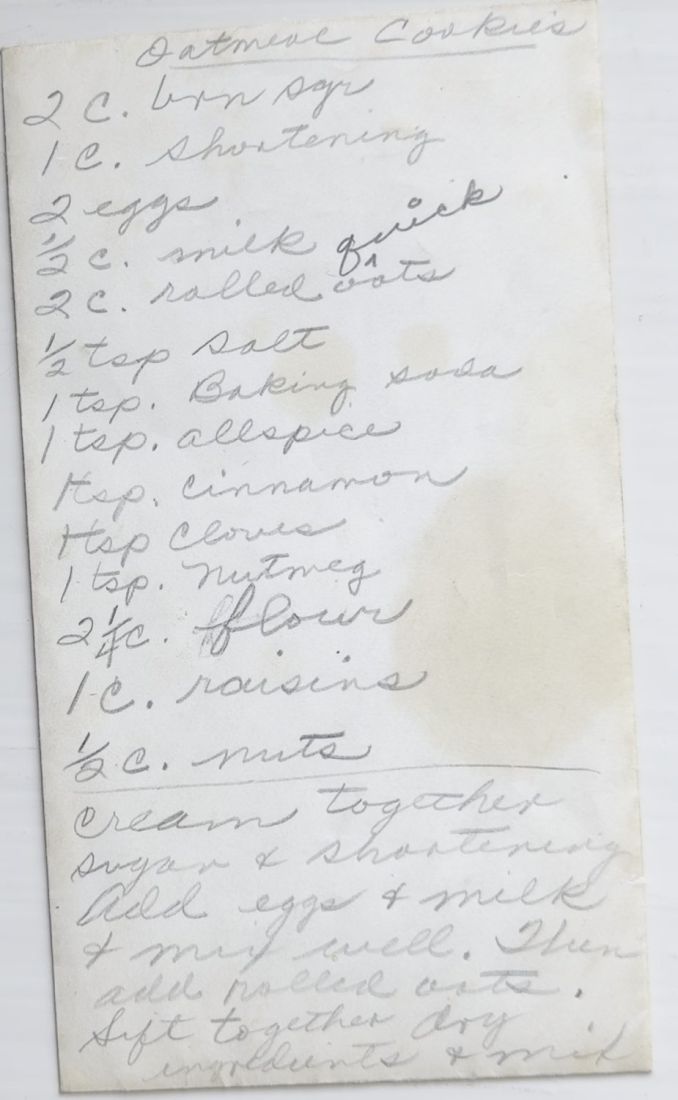 Oatmeal Cookies
2 c. brn sgr
1 c. shortening
2 eggs
1/2 c. milk
2 c. rolled quick oats
1/2 tsp salt
1 tsp. Baking soda
1 tsp. allspice
1 tsp. cinnamon
1 tsp cloves
1 tsp. nutmeg
2 1/4 c. flour
1 c. raisins
1/2 c. nuts
cream together
sugar & shortening
Add eggs & milk
& mix well. Then
add rolled oats.
Sift together dry
ingredients & mix